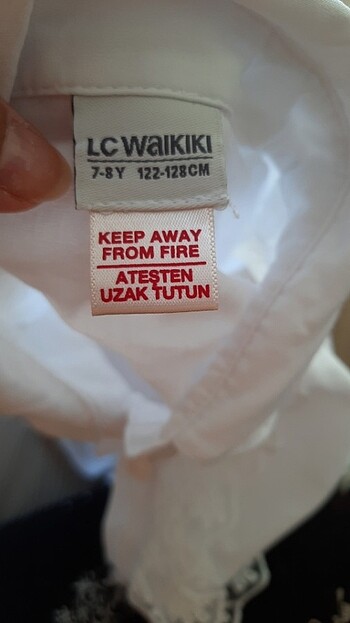 LC WAIKIKI
7-8Y 122-128CM
KEEP AWAY
FROM FIRE
ATEŞTEN
UZAK TUTUN